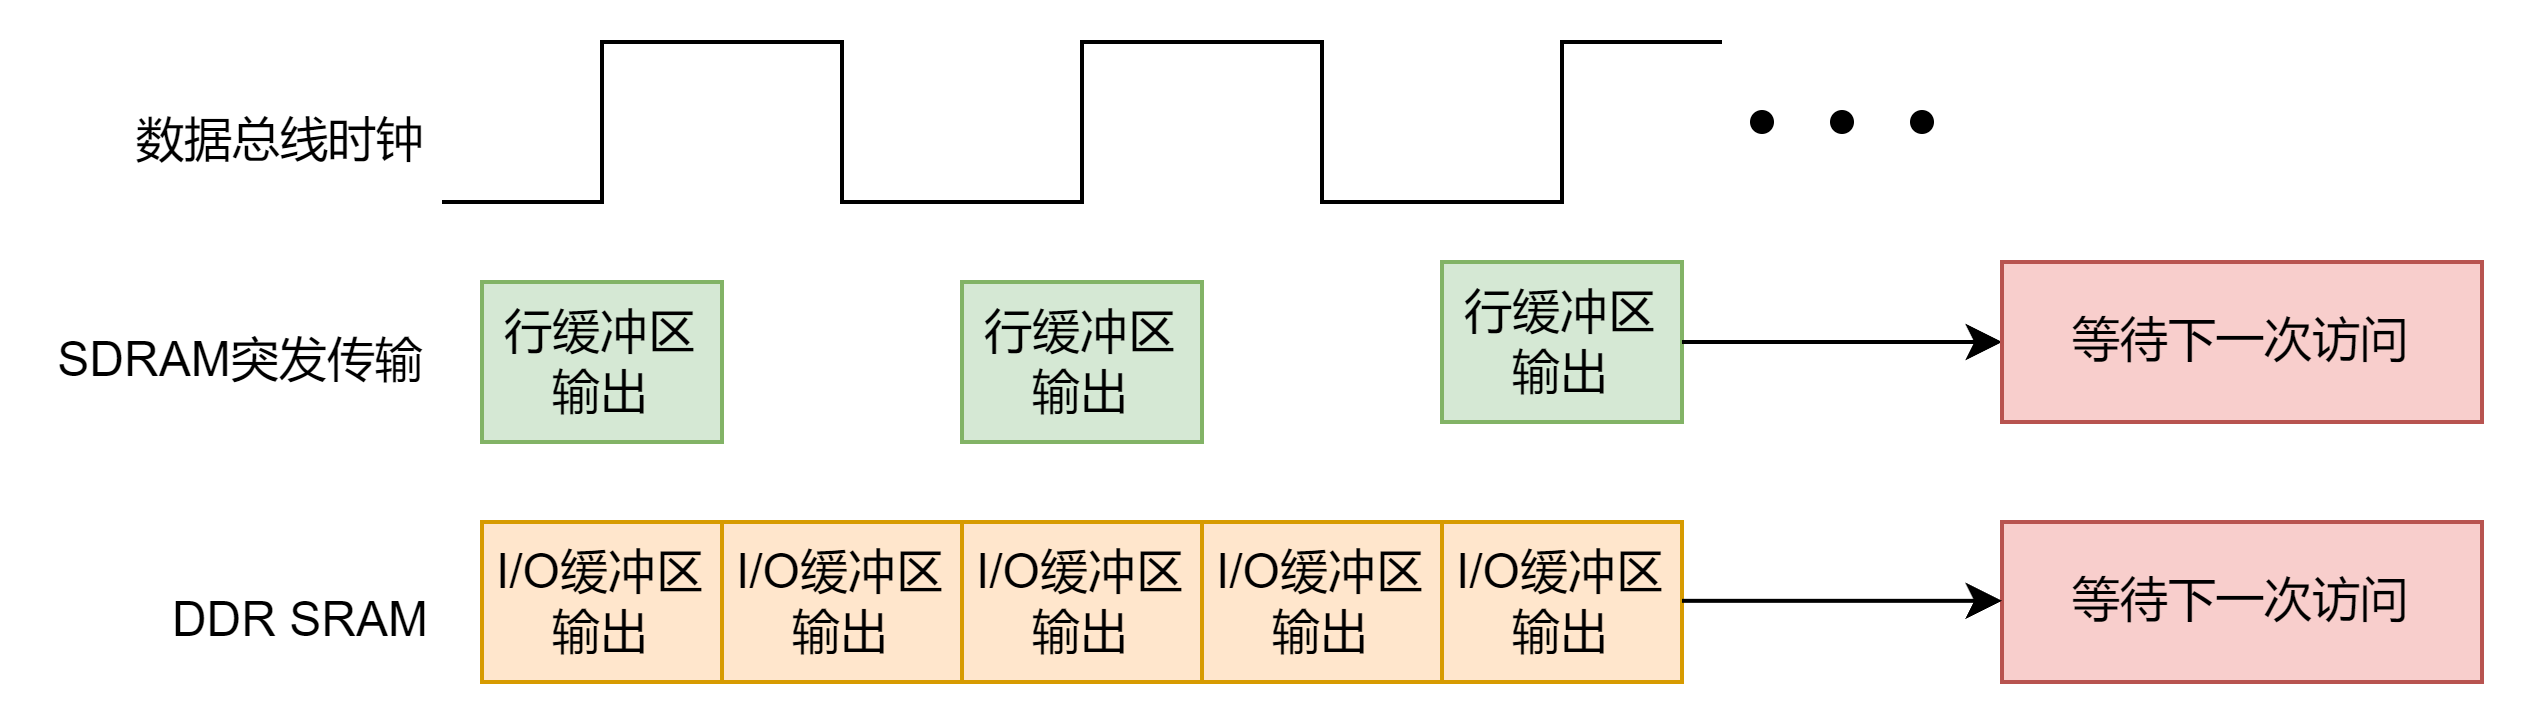 数据总线时钟
SDRAM突发传输
行缓冲区
输出
行缓冲区
输出
行缓冲区
输出
等待下一次访问
DDR SRAM
I/O缓冲区
输出
I/O缓冲区
输出
I/O缓冲区
输出
I/O缓冲区
输出
I/O缓冲区
输出
等待下一次访问